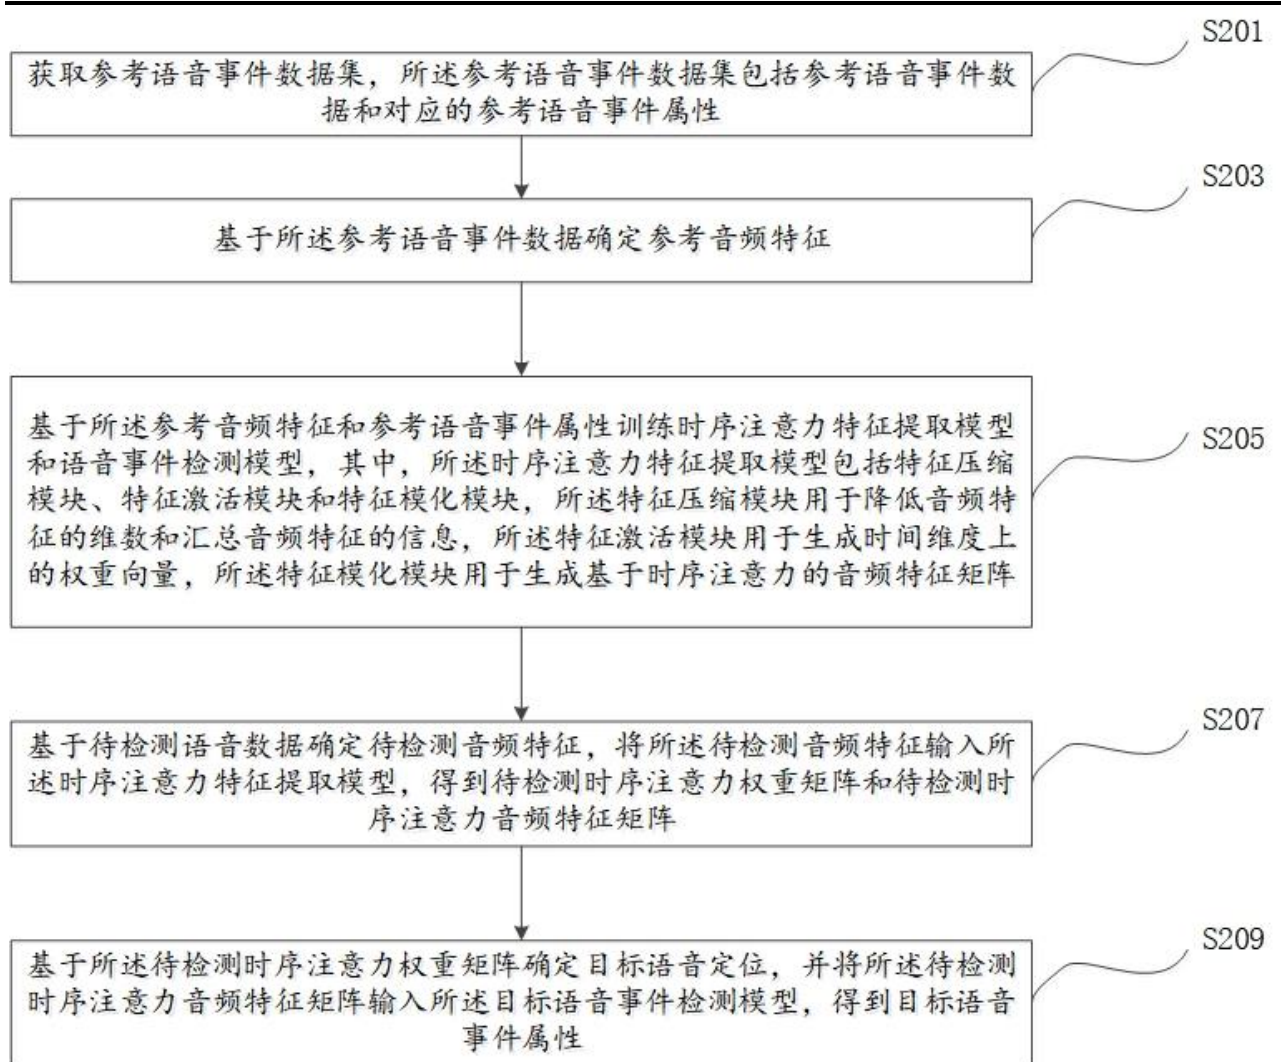 S201
获取参考语音事件数据集，所述参考语音事件数据集包括参考语音事件数
据和对应的参考语音事件属性
S203
基于所述参考语音事件数据确定参考音频特征
S205
基于所述参考音频特征和参考语音事件属性训练时序注意力特征提取模型
和语音事件检测模型，其中，所述时序注意力特征提取模型包括特征压缩
模块、特征激活模块和特征模化模块，所述特征压缩模块用于降低音频特
征的维数和汇总音频特征的信息，所述特征激活模块用于生成时间维度上
的权重向量，所述特征模化模块用于生成基于时序注意力的音频特征矩阵
S207
基于待检测语音数据确定待检测音频特征，将所述待检测音频特征输入所
述时序注意力特征提取模型，得到待检测时序注意力权重矩阵和待检测时
序注意力音频特征矩阵
S209
基于所述待检测时序注意力权重矩阵确定目标语音定位，并将所述待检测
时序注意力音频特征矩阵输入所述目标语音事件检测模型，得到目标语音
事件属性